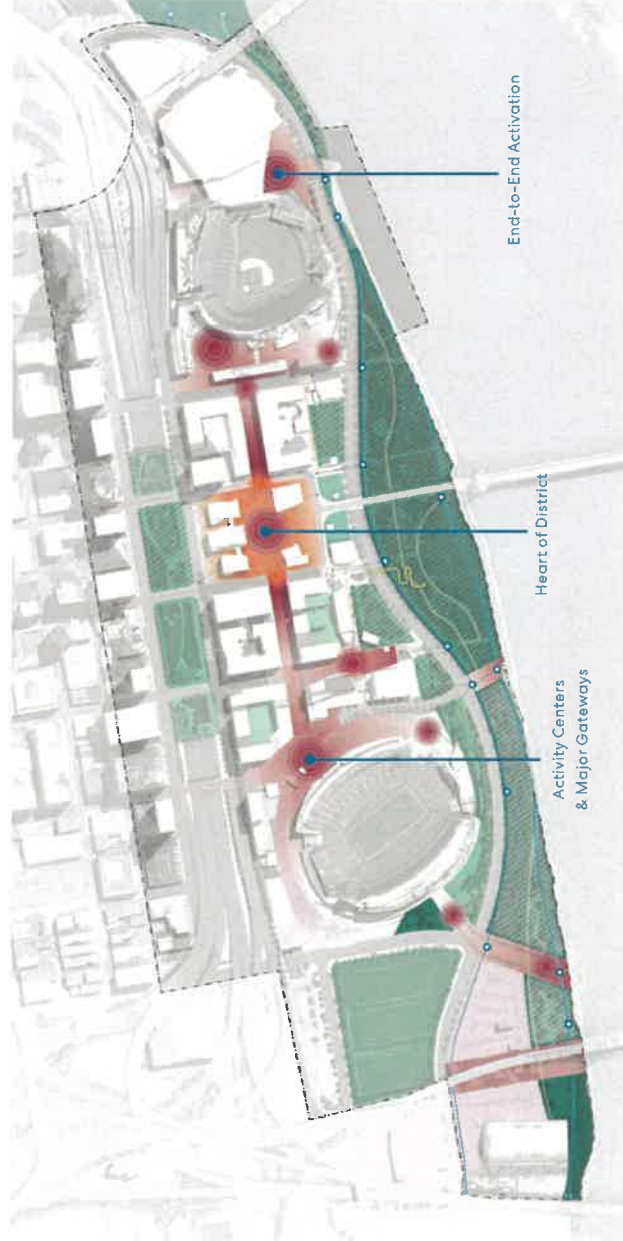 End-to-End Activation
Heart of District
Activity Centers
& Major Gateways